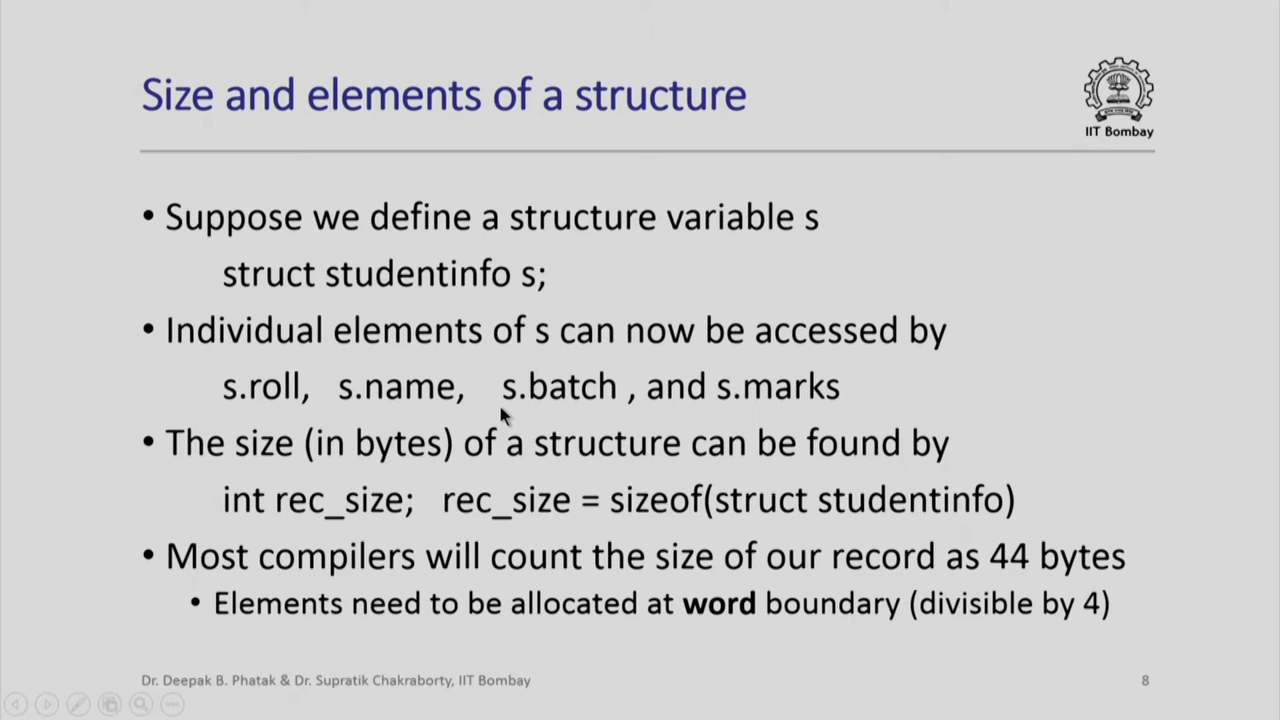 Size and elements of a structure
IIT Bombay
• Suppose we define a structure variable s
struct studentinfo s;
• Individual elements of s can now be accessed by
s.roll, s.name, s.batch , and s.marks
• The size (in bytes) of a structure can be found by
int rec_size; rec_size = sizeof(struct studentinfo)
• Most compilers will count the size of our record as 44 bytes
• Elements need to be allocated at word boundary (divisible by 4)
Dr. Deepak B. Phatak & Dr. Supratik Chakraborty, IIT Bombay
8